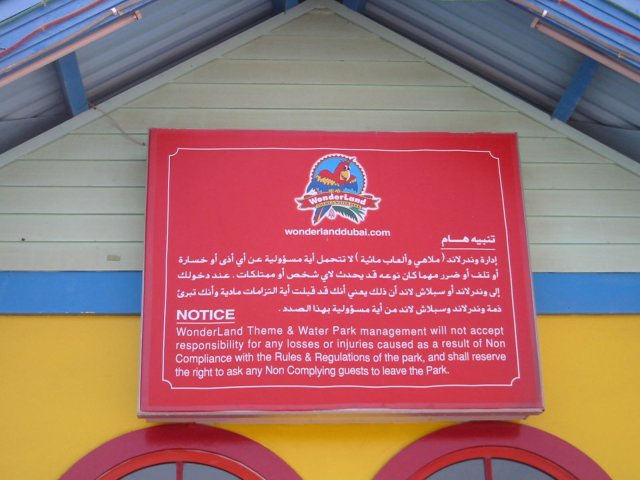 WonderLand
wonderlanddubai.com
تنبيه هـــام
إدارة وندرلاند ( ملاهي وألعاب مائية ) لا تتحمل أية مسؤولية عن أي أذى أو خسارة
أو تلف أو ضرر مهما كان نوعه قد يحدث لاي شخص أو ممتلكات . عند دخولك
إلى وندرلاند أو سبلاش لاند أن ذلك يعني أنك قد قبلت أية التزامات مادية وأنك تبرئ
ذمة وندرلاند وسبلاش لاند من أية مسؤولية بهذا الصدد .
NOTICE
WonderLand Theme & Water Park management will not accept
responsibility for any losses or injuries caused as a result of Non
Compliance with the Rules & Regulations of the park, and shall reserve
the right to ask any Non Complying guests to leave the Park.